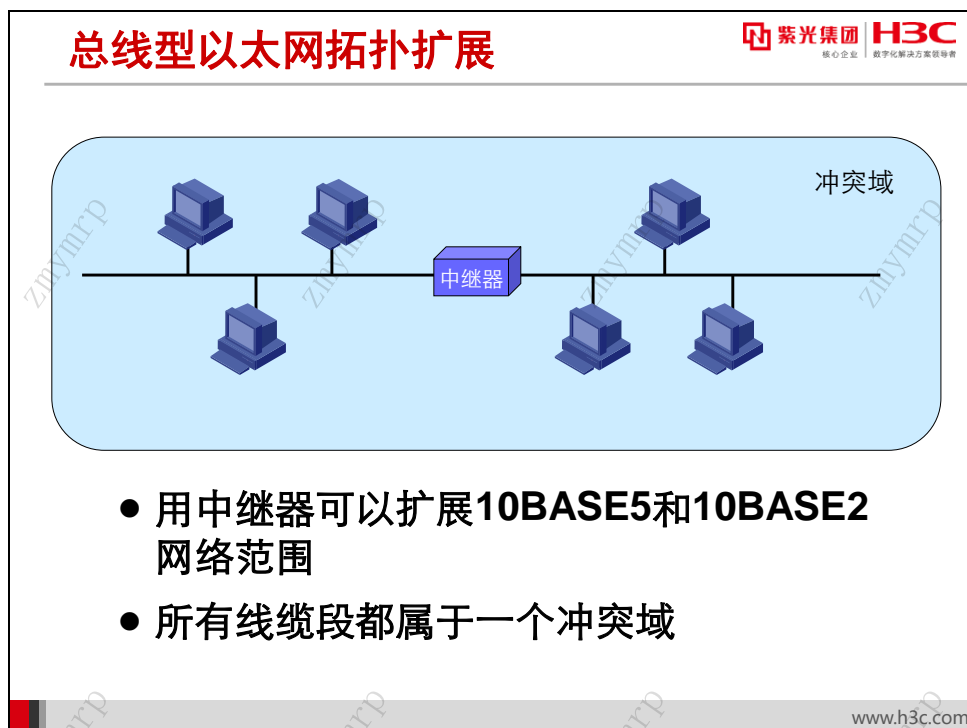 总线型以太网拓扑扩展
紫光集团 H3C
核心企业 数字化解决方案领导者
冲突域
中继器
● 用中继器可以扩展10BASE5和10BASE2
网络范围
● 所有线缆段都属于一个冲突域
zmymrp
zmymrp
zmymrp
zmymrp
www.h3c.com